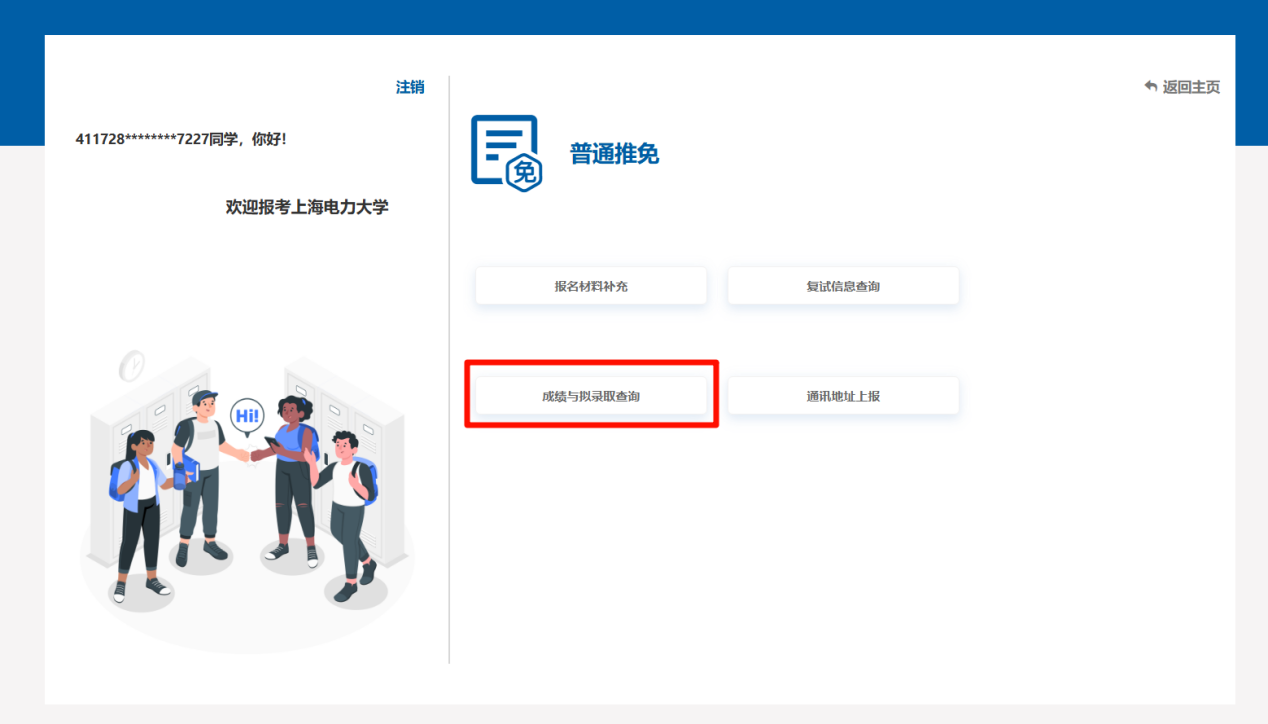 注销
返回主页
411728********7227同学，你好！
免
普通推免
欢迎报考上海电力大学
报名材料补充
复试信息查询
成绩与拟录取查询
通讯地址上报
Hi!